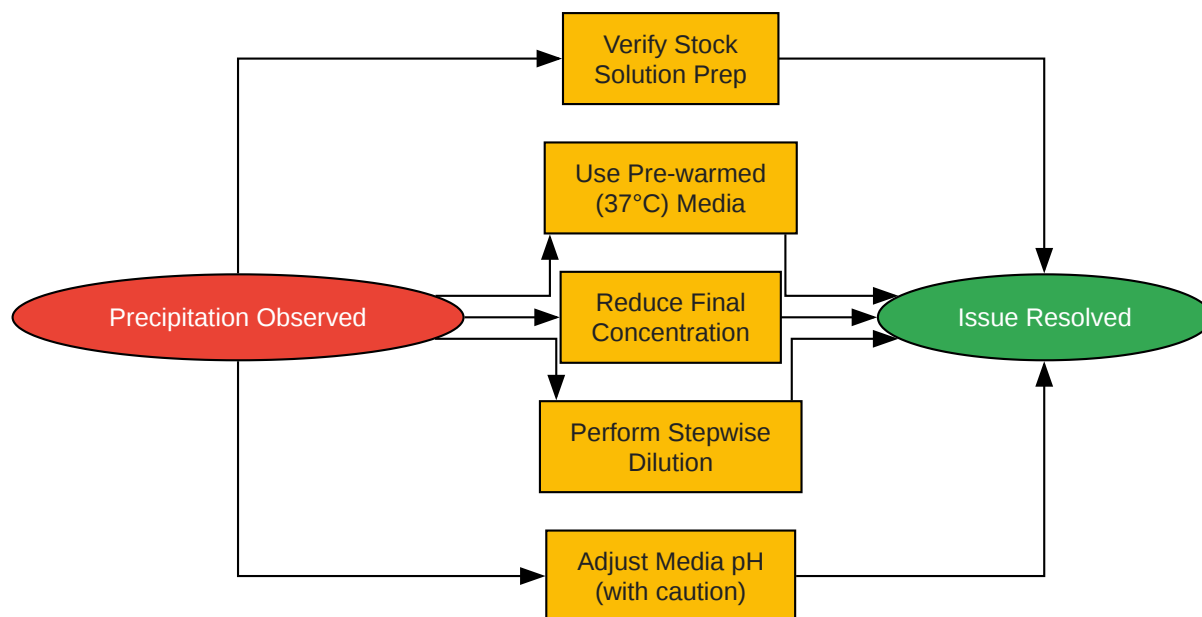 Verify Stock
Solution Prep
Use Pre-warmed
(37°C) Media
Precipitation Observed
Reduce Final
Concentration
Issue Resolved
Perform Stepwise
Dilution
Adjust Media pH
(with caution)